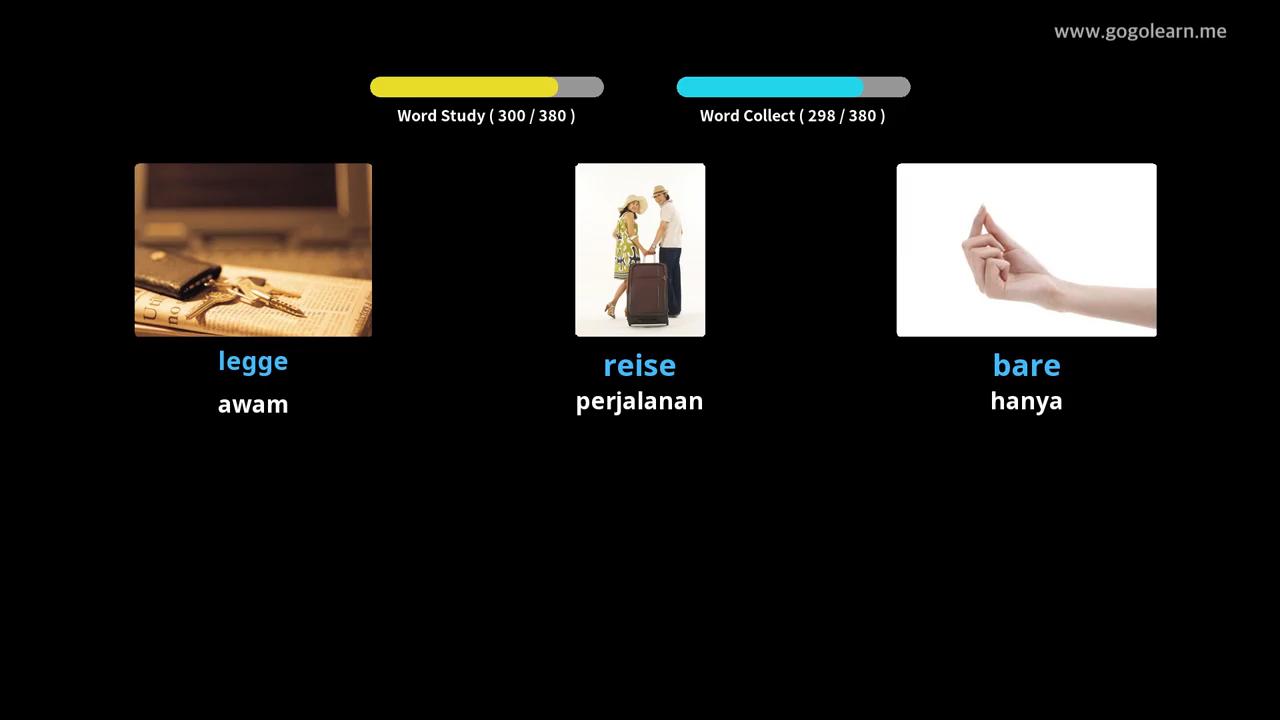 www.gogolearn.me
Word Study ( 300 / 380 )
Word Collect ( 298 / 380 )
legge
awam
reise
perjalanan
bare
hanya